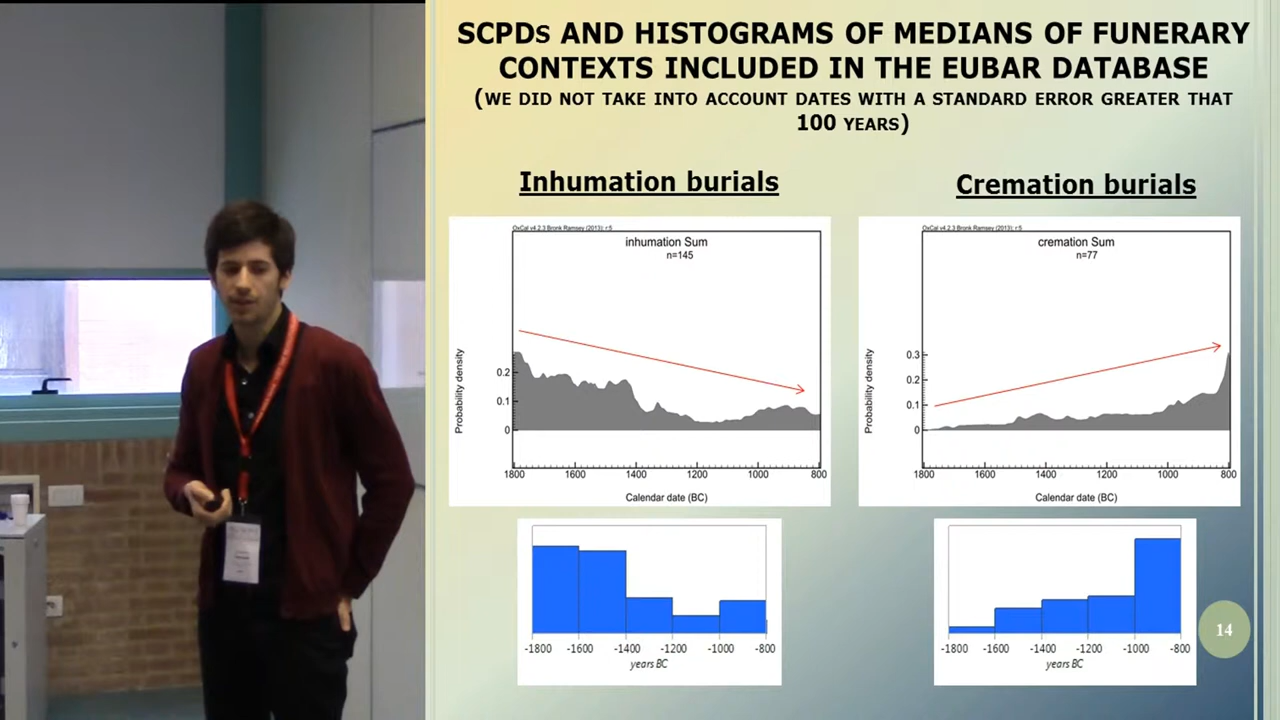 SCPDs AND HISTOGRAMS OF MEDIANS OF FUNERARY
CONTEXTS INCLUDED IN THE EUBAR DATABASE
(WE DID NOT TAKE INTO ACCOUNT DATES WITH A STANDARD ERROR GREATER THAT
100 YEARS)
Inhumation burials
Cremation burials
OxCal v4.2.3 Bronk Ramsey (2013); r:5
inhumation Sum
n=145
Probability density
0.2
0.1
0
1800 1600 1400 1200 1000 800
Calendar date (BC)
OxCal v4.2.3 Bronk Ramsey (2013); r:5
cremation Sum
n=77
Probability density
0.3
0.2
0.1
0
1800 1600 1400 1200 1000 800
Calendar date (BC)
-1800 -1600 -1400 -1200 -1000 -800
years BC
-1800 -1600 -1400 -1200 -1000 -800
years BC
14